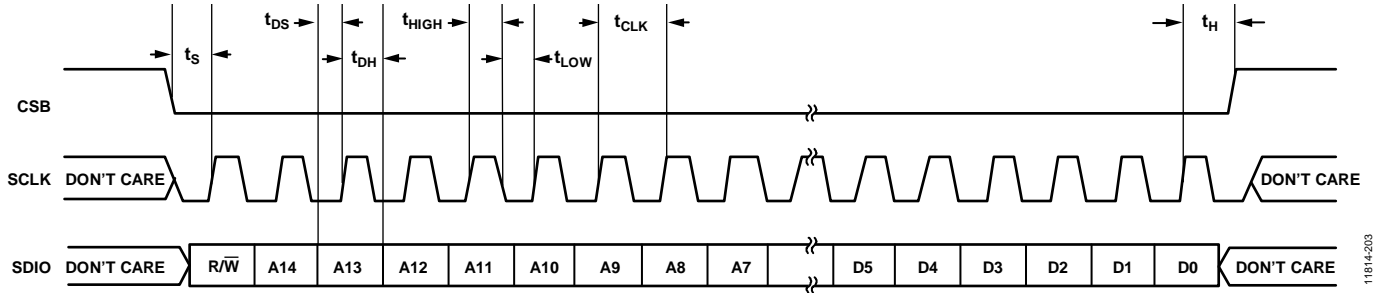 tDS tHIGH tCLK tH
tS tDH tLOW
CSB
SCLK DON'T CARE DON'T CARE
SDIO DON'T CARE R/W̅ A14 A13 A12 A11 A10 A9 A8 A7 D5 D4 D3 D2 D1 D0 DON'T CARE
11814-203